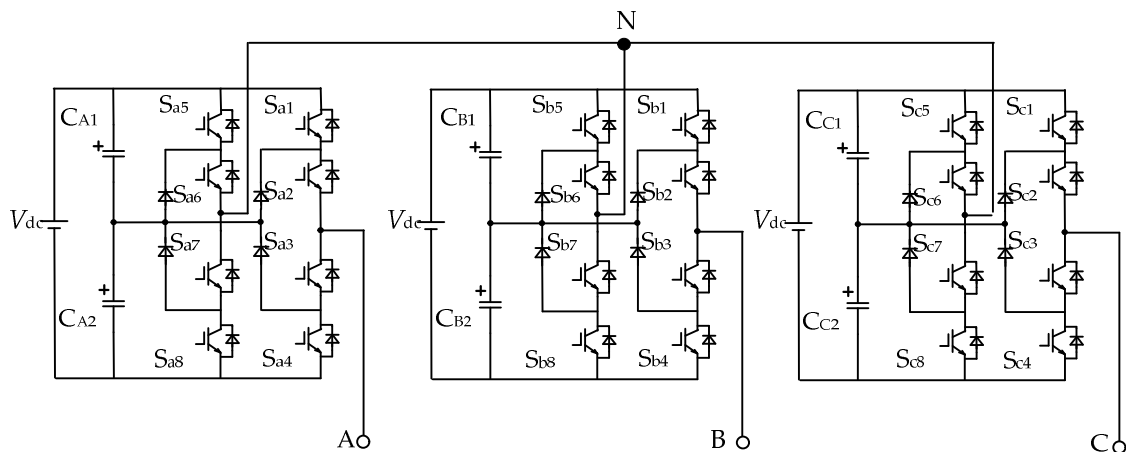 N
Sa5 Sa1 Sb5 Sb1 Sc5 Sc1
CA1 CB1 CC1
+ + +
Sa6 Sa2 Sb6 Sb2 Sc6 Sc2
Vdc Vdc Vdc
Sa7 Sa3 Sb7 Sb3 Sc7 Sc3
+ + +
CA2 CB2 CC2
Sa8 Sa4 Sb8 Sb4 Sc8 Sc4
A B C